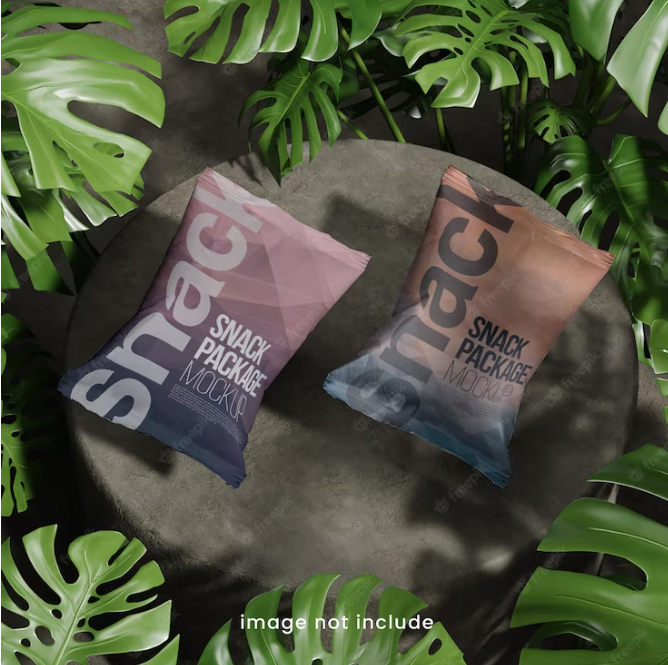 Snack
SNACK
PACKAGE
MOCKUP
Snack
SNACK
PACKAGE
MOCKUP
image not include